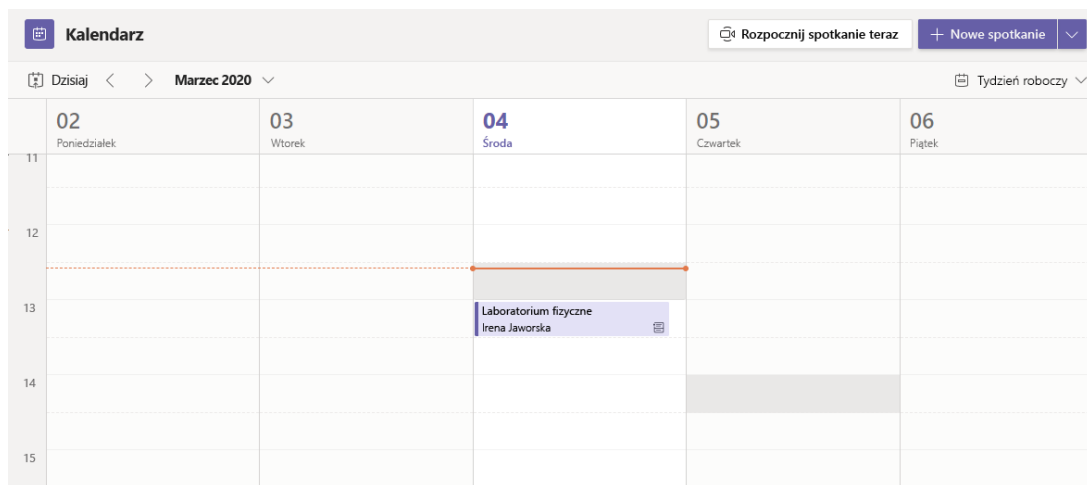 Kalendarz
Rozpocznij spotkanie teraz
Nowe spotkanie
Dzisiaj
Marzec 2020
Tydzień roboczy
02
Poniedziałek
03
Wtorek
04
Środa
05
Czwartek
06
Piątek
11
12
13
Laboratorium fizyczne
Irena Jaworska
14
15